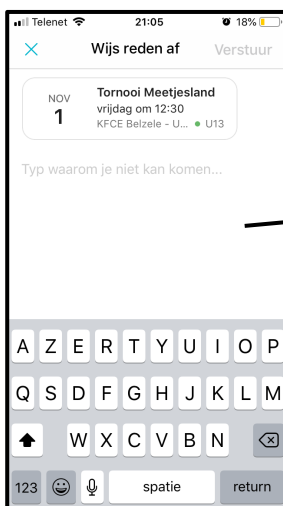 Telenet 21:05 18%
Wijs reden af Verstuur
NOV
1
Tornooi Meetjesland
vrijdag om 12:30
KFCE Belzele - U... U13
Typ waarom je niet kan komen...
A Z E R T Y U I O P
Q S D F G H J K L M
W X C V B N
123 spatie return